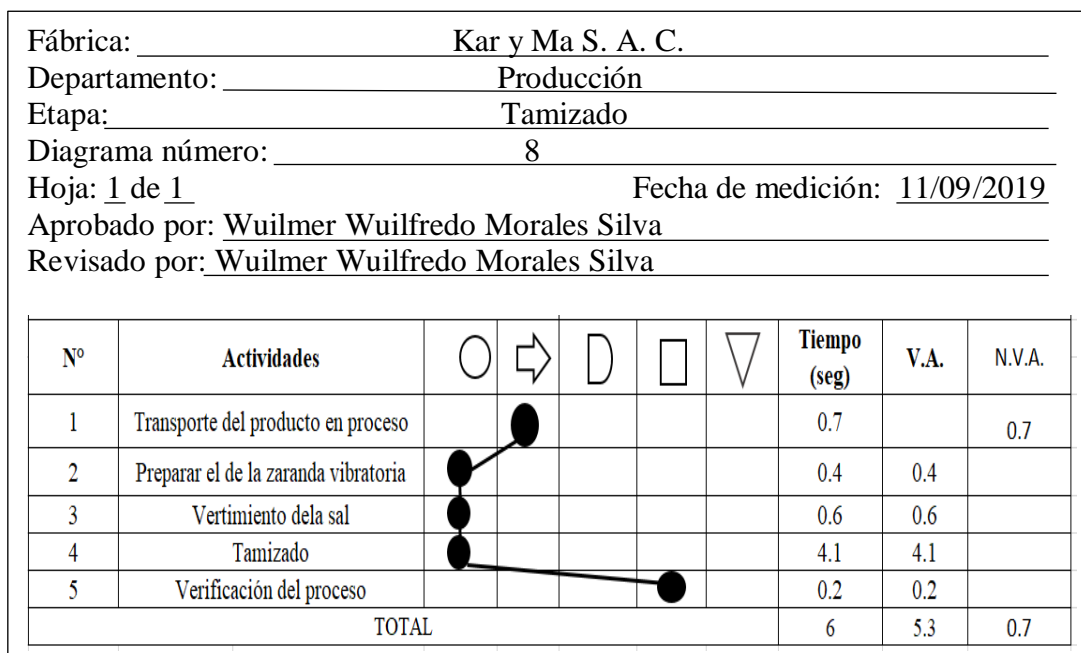 Fábrica: Kar y Ma S. A. C.
Departamento: Producción
Etapa: Tamizado
Diagrama número: 8
Hoja: 1 de 1 Fecha de medición: 11/09/2019
Aprobado por: Wuilmer Wuilfredo Morales Silva
Revisado por: Wuilmer Wuilfredo Morales Silva
Nº Actividades Tiempo (seg) V.A. N.V.A.
1 Transporte del producto en proceso 0.7 0.7
2 Preparar el de la zaranda vibratoria 0.4 0.4
3 Vertimiento dela sal 0.6 0.6
4 Tamizado 4.1 4.1
5 Verificación del proceso 0.2 0.2
TOTAL 6 5.3 0.7